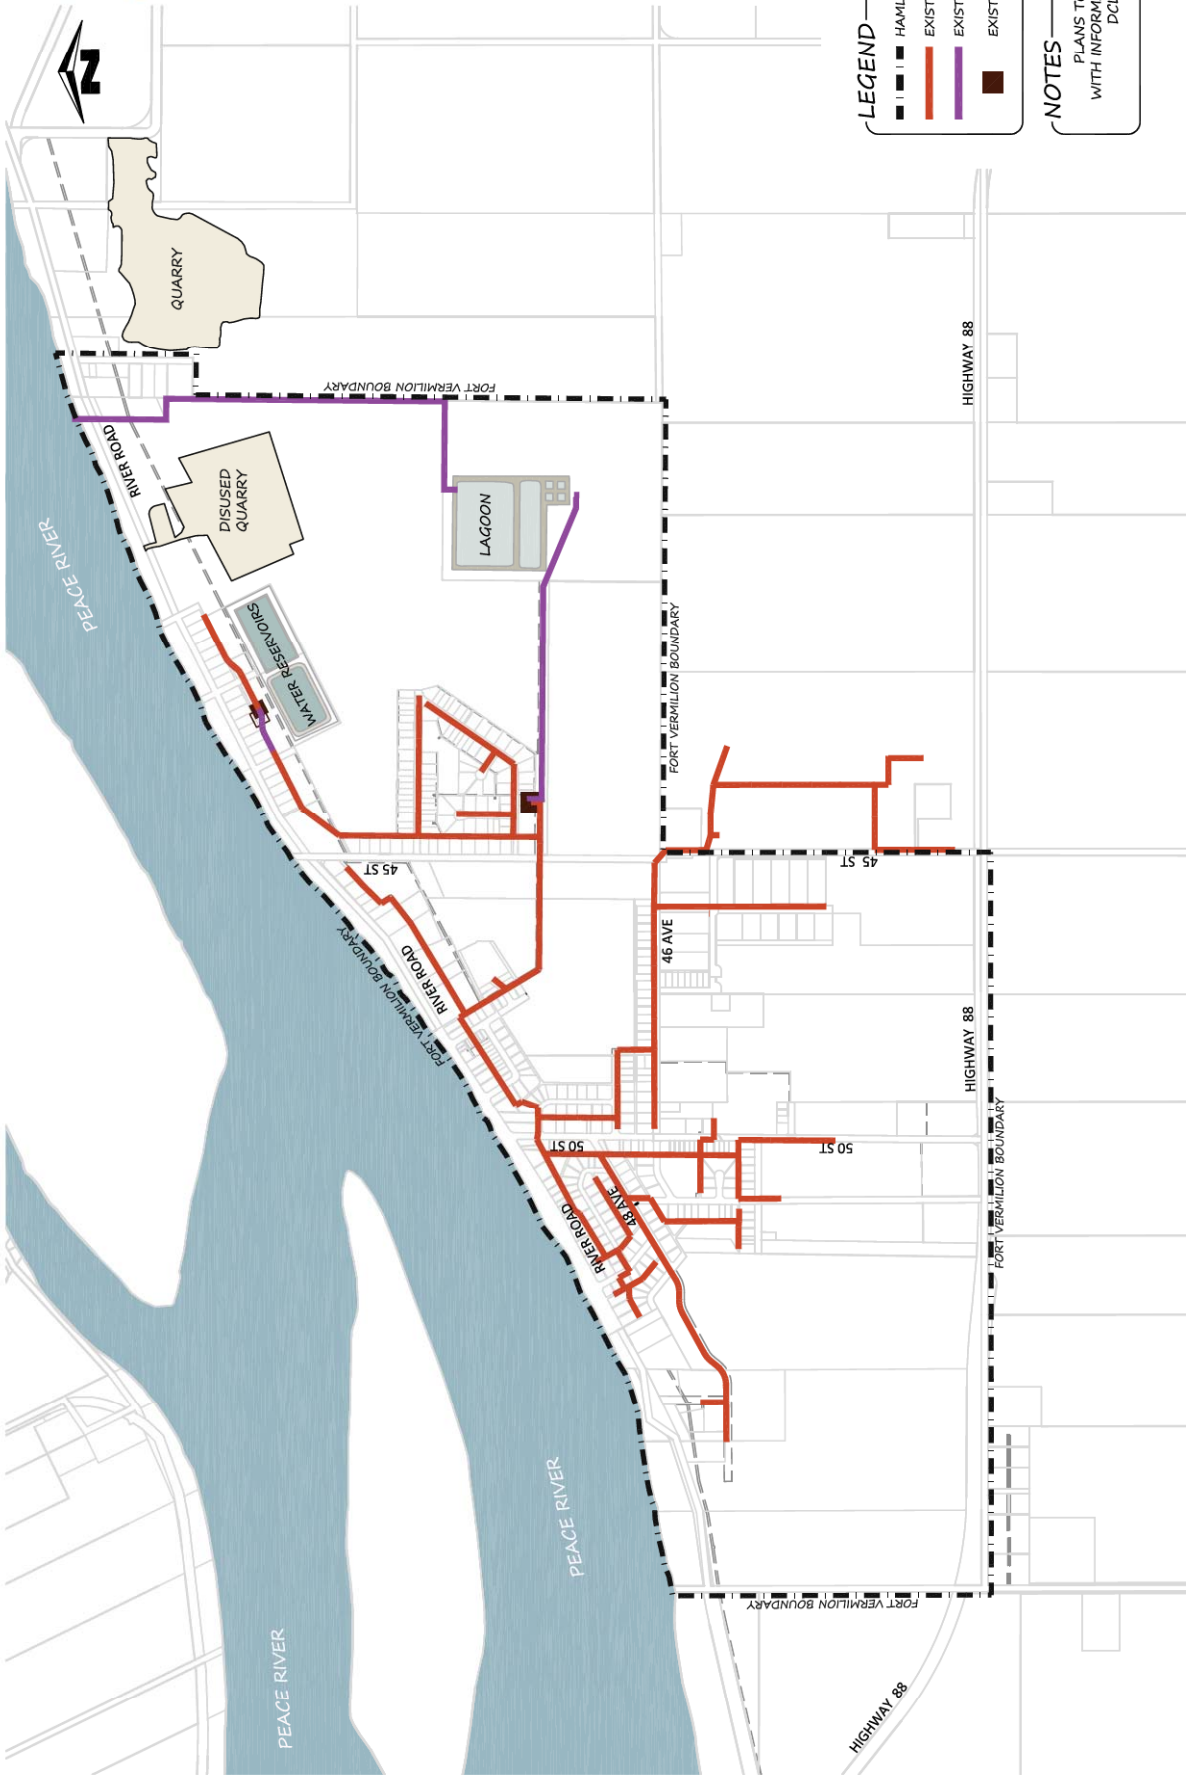 N
LEGEND
HAML
EXIST
EXIST
EXIST
NOTES
PLANS T
WITH INFORM
DCL
QUARRY
FORT VERMILION BOUNDARY
HIGHWAY 88
RIVER ROAD
DISUSED
QUARRY
LAGOON
PEACE RIVER
WATER RESERVOIRS
FORT VERMILION BOUNDARY
45 ST
45 ST
FORT VERMILION BOUNDARY
RIVER ROAD
46 AVE
HIGHWAY 88
50 ST
50 ST
FORT VERMILION BOUNDARY
RIVER ROAD
48 AVE
PEACE RIVER
FORT VERMILION BOUNDARY
PEACE RIVER
HIGHWAY 88